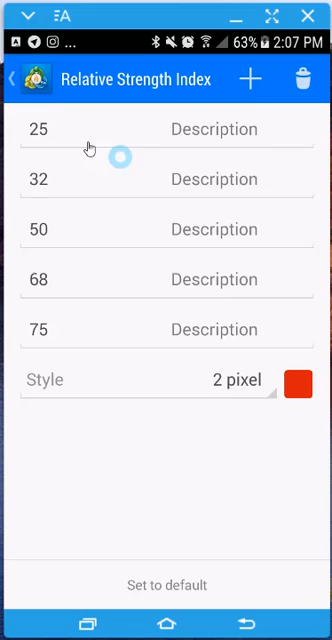 A
A ... 63% 2:07 PM
Relative Strength Index
25 Description
32 Description
50 Description
68 Description
75 Description
Style 2 pixel
Set to default